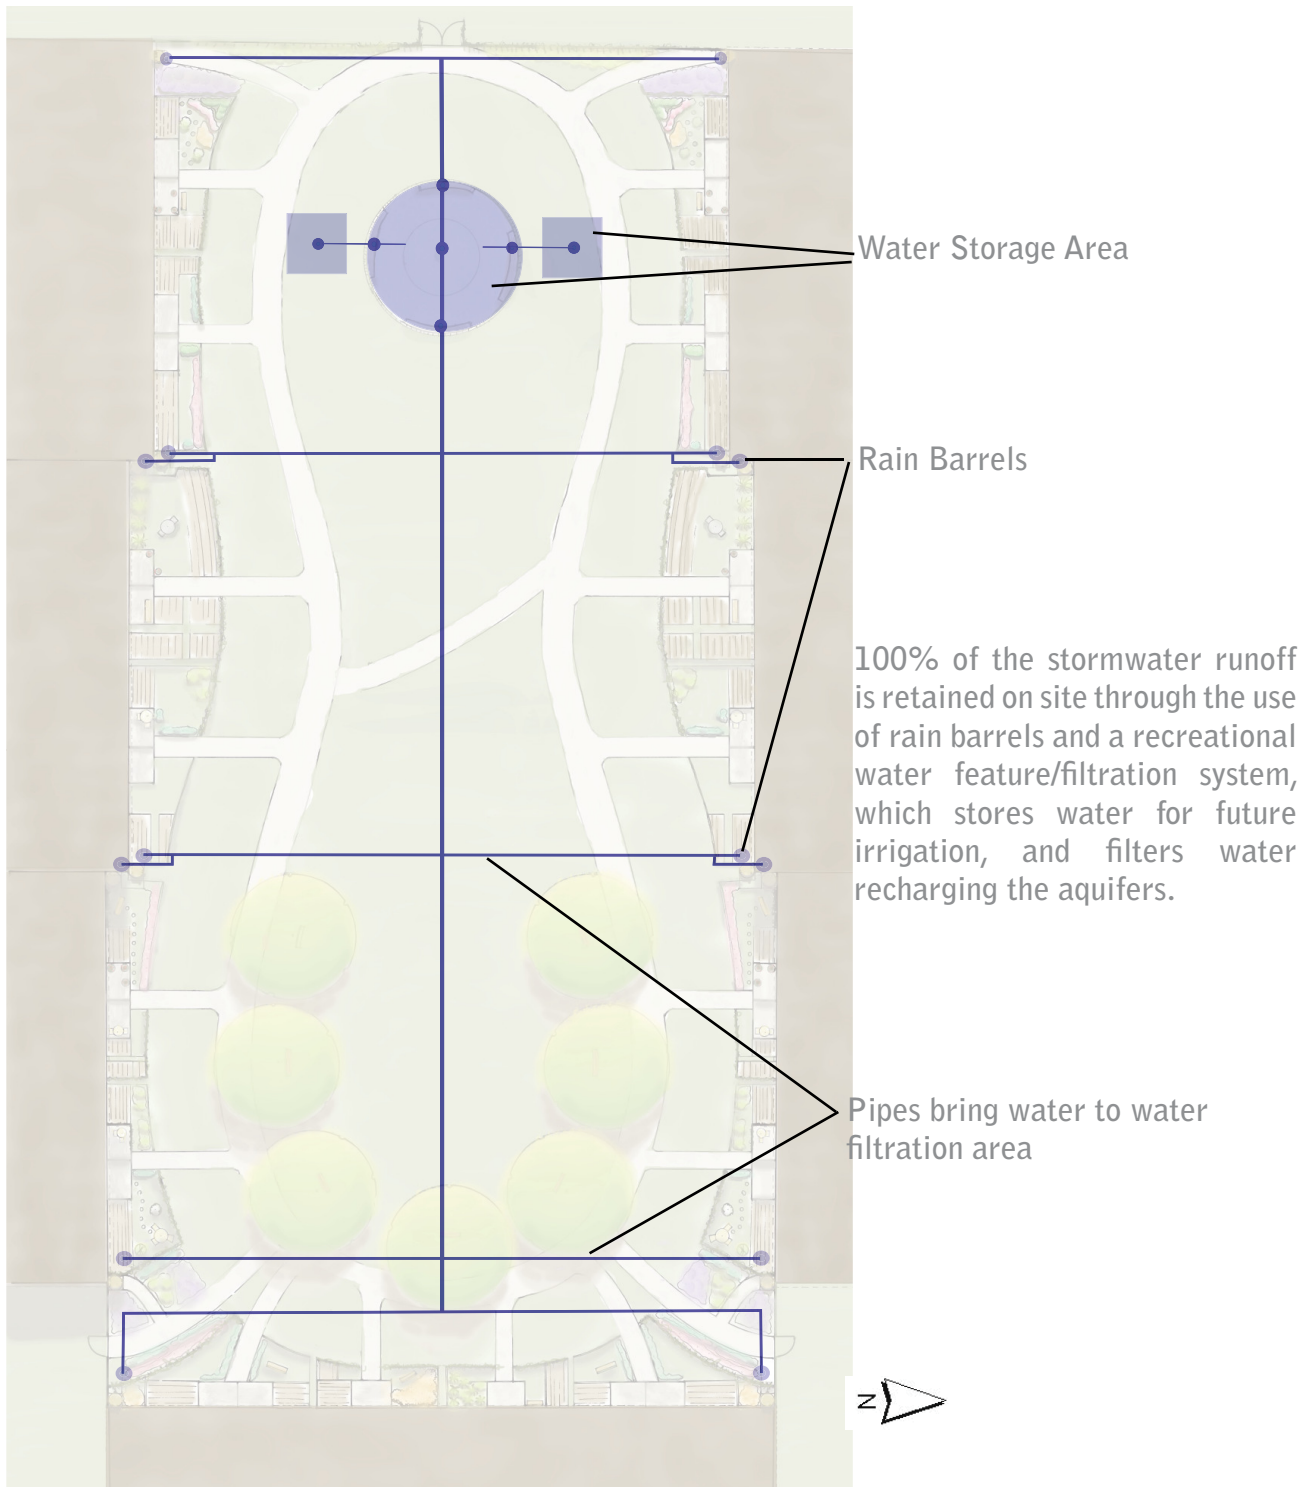 Water Storage Area
Rain Barrels
100% of the stormwater runoff
is retained on site through the use
of rain barrels and a recreational
water feature/filtration system,
which stores water for future
irrigation, and filters water
recharging the aquifers.
Pipes bring water to water
filtration area
N